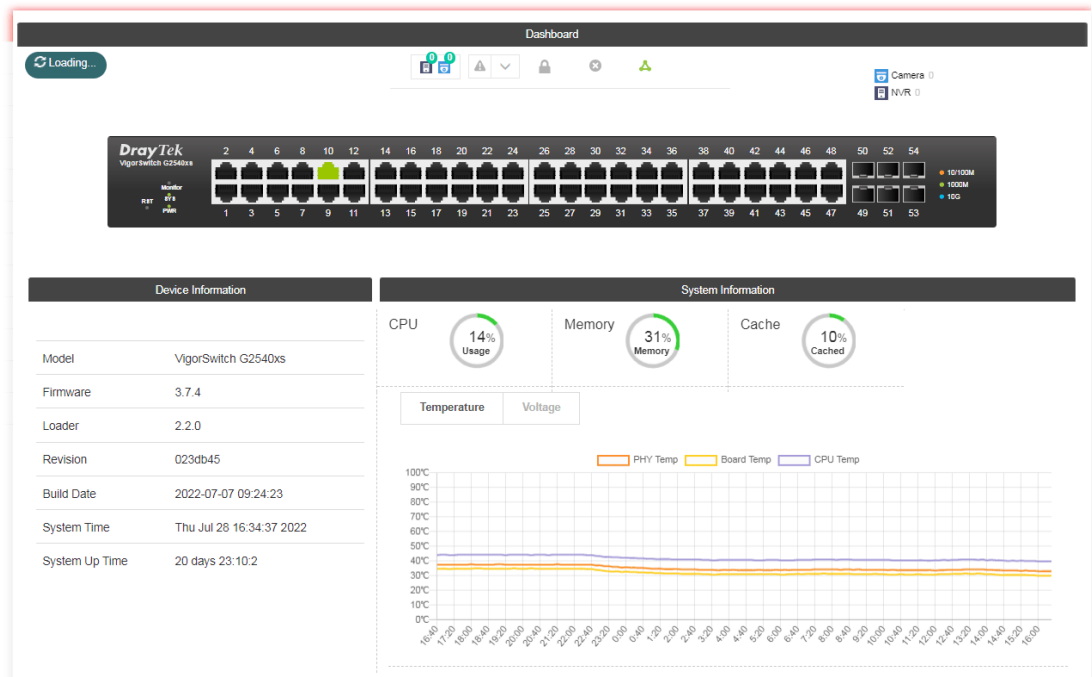 Dashboard
Loading...
0 0
Camera 0
NVR 0
DrayTek
VigorSwitch G2540xs
2 4 6 8 10 12 14 16 18 20 22 24 26 28 30 32 34 36 38 40 42 44 46 48 50 52 54
10/100M
1000M
10G
Monitor
RST SYS
PWR
1 3 5 7 9 11 13 15 17 19 21 23 25 27 29 31 33 35 37 39 41 43 45 47 49 51 53
Device Information
Model VigorSwitch G2540xs
Firmware 3.7.4
Loader 2.2.0
Revision 023db45
Build Date 2022-07-07 09:24:23
System Time Thu Jul 28 16:34:37 2022
System Up Time 20 days 23:10:2
System Information
CPU 14% Usage
Memory 31% Memory
Cache 10% Cached
Temperature Voltage
PHY Temp Board Temp CPU Temp
100℃
90℃
80℃
70℃
60℃
50℃
40℃
30℃
20℃
10℃
0℃
16:40 17:20 18:00 18:40 19:20 20:00 20:40 21:20 22:00 22:40 23:20 0:00 0:40 1:20 2:00 2:40 3:20 4:00 4:40 5:20 6:00 6:40 7:20 8:00 8:40 9:20 10:00 10:40 11:20 12:00 12:40 13:20 14:00 14:40 15:20 16:00